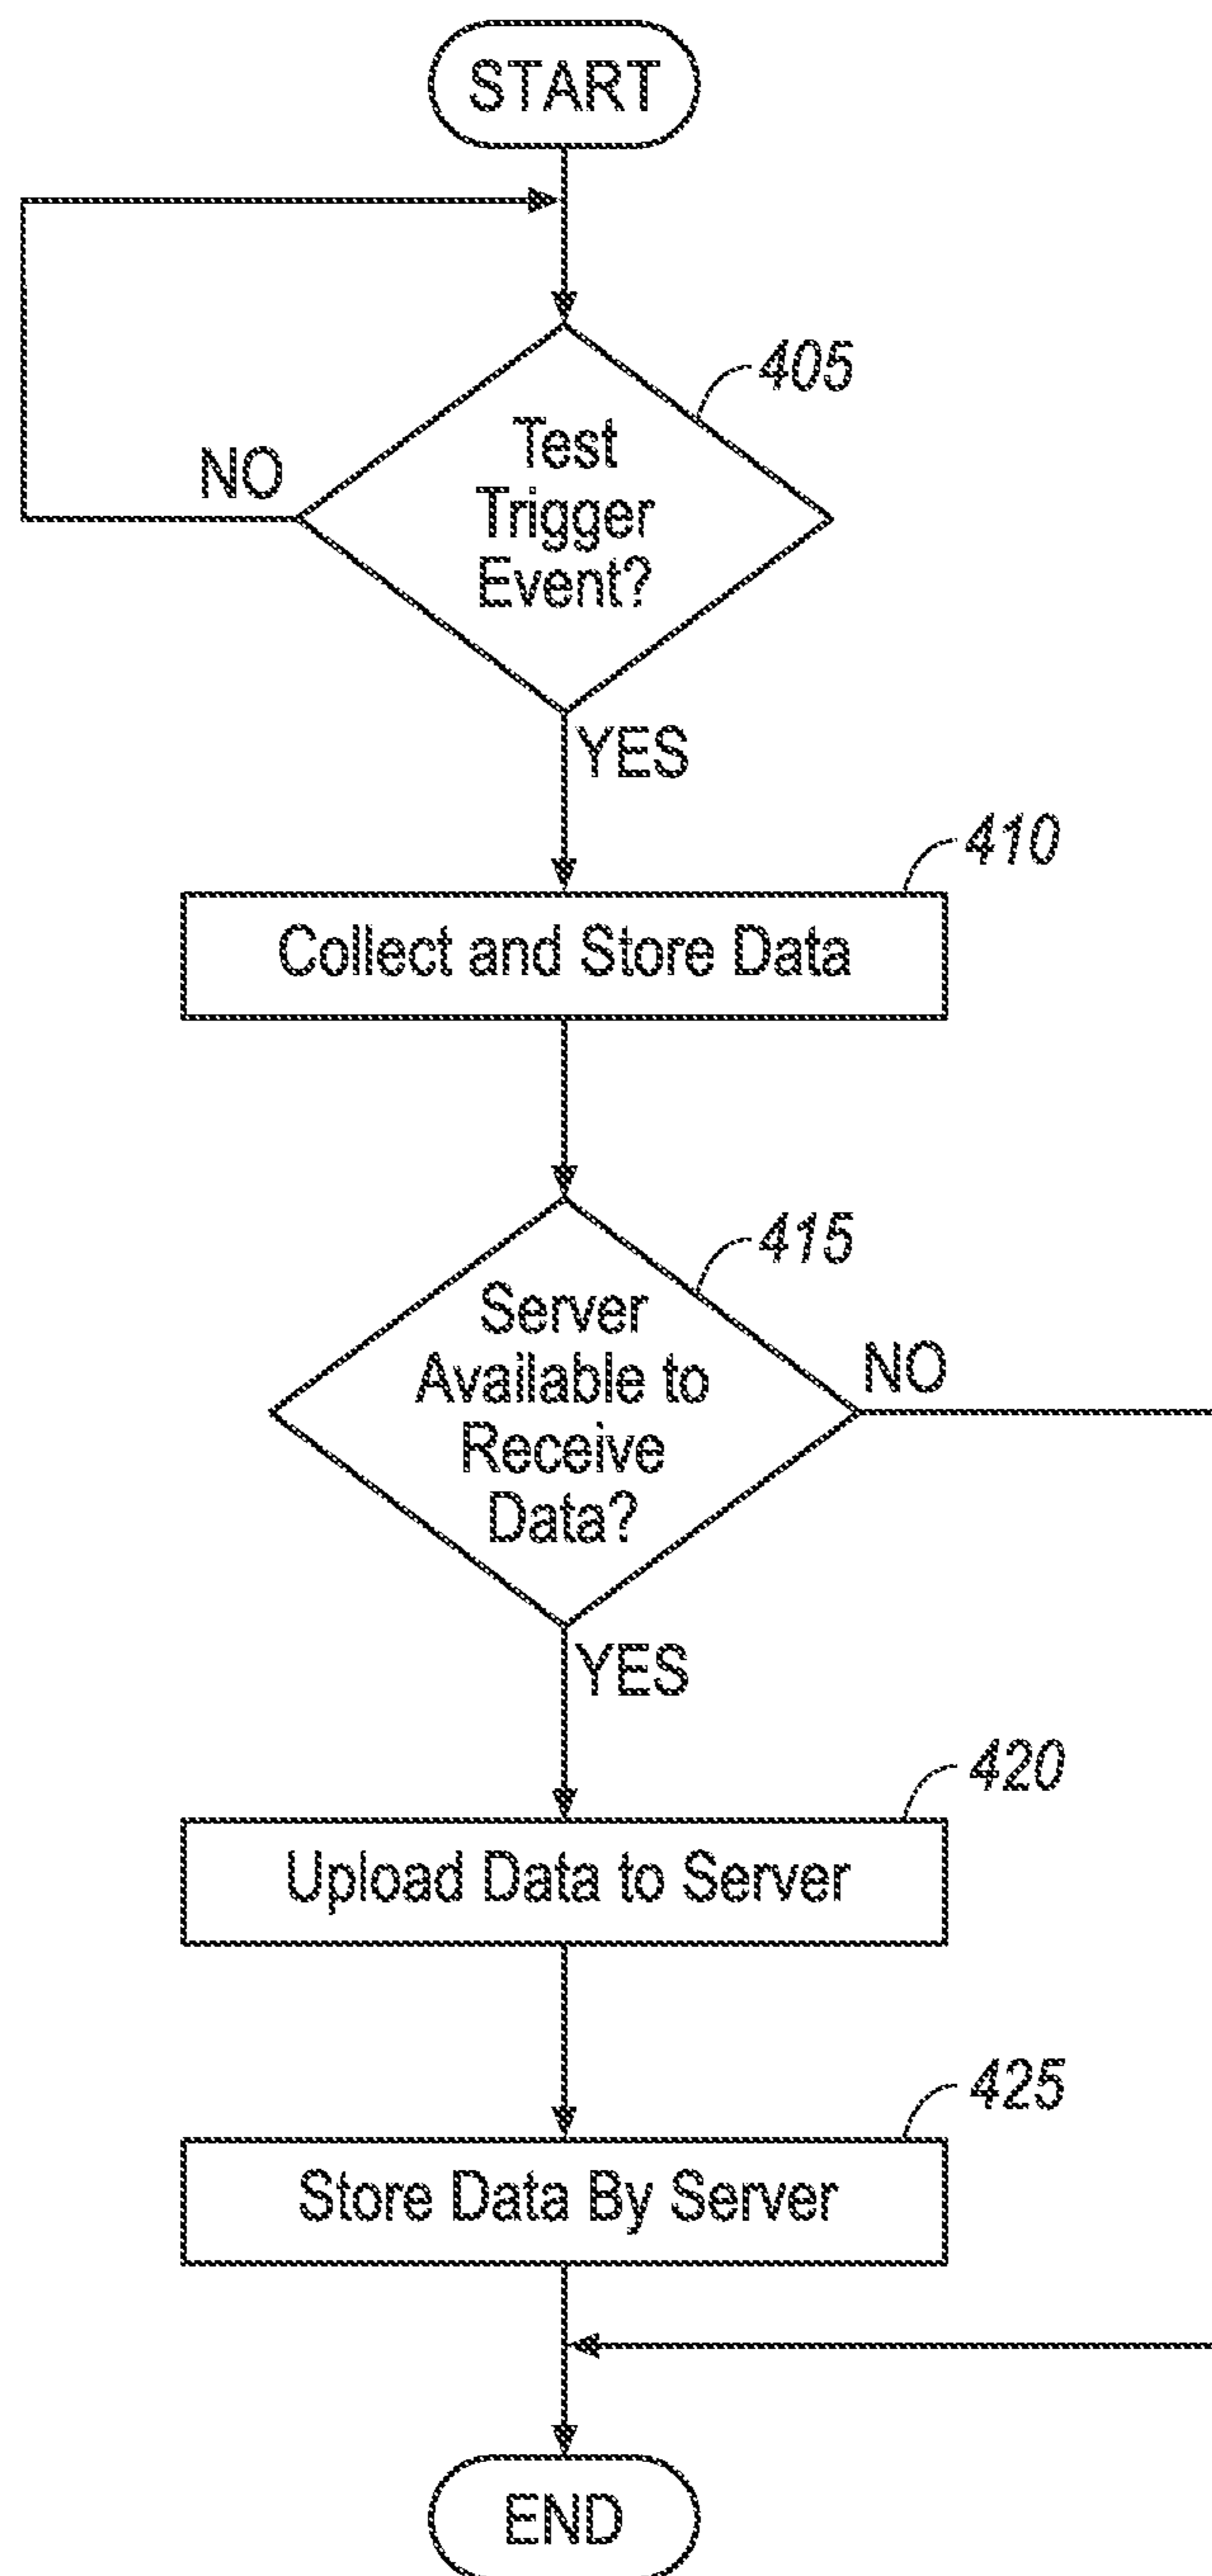 START
405
Test
Trigger
Event?
NO
YES
410
Collect and Store Data
415
Server
Available to
Receive
Data?
NO
YES
420
Upload Data to Server
425
Store Data By Server
END